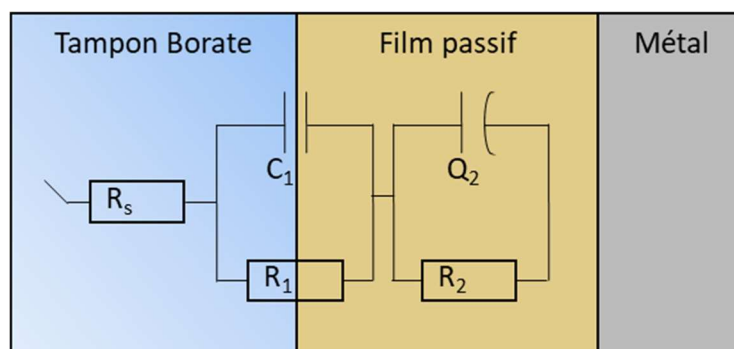 Tampon Borate
Film passif
Métal
C₁
Q₂
Rₛ
R₁
R₂